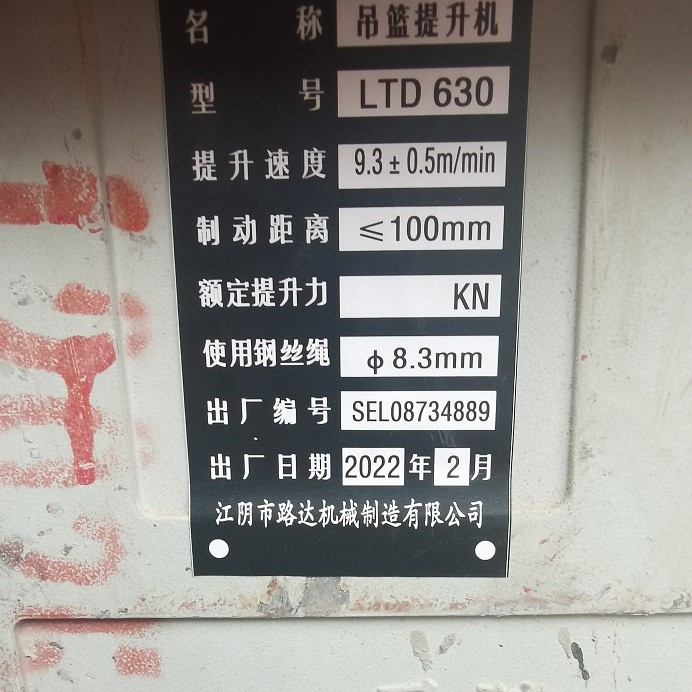 名称 吊篮提升机
型号 LTD 630
提升速度 9.3±0.5m/min
制动距离 ≤100mm
额定提升力 KN
使用钢丝绳 φ8.3mm
出厂编号 SEL08734889
出厂日期 2022年2月
江阴市路达机械制造有限公司